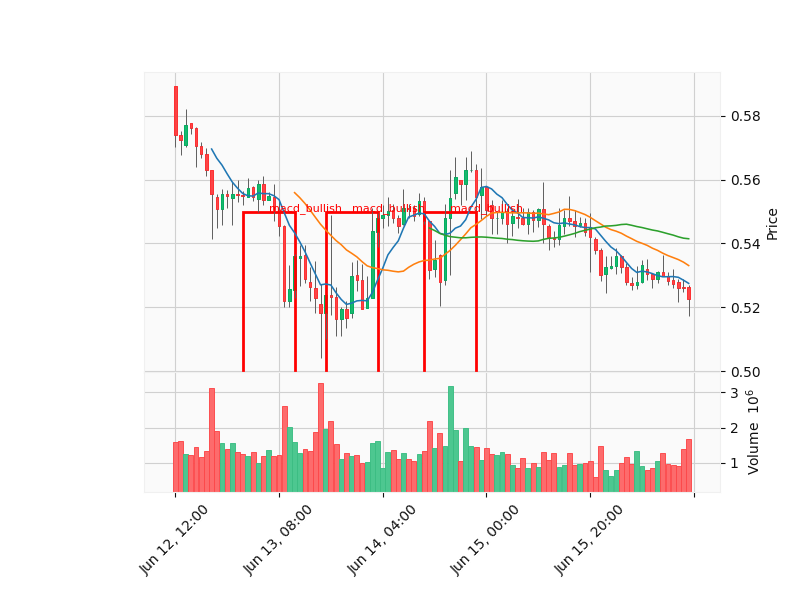 0.58
0.56
0.54
0.52
0.50
Price
macd_bullish
macd_bullish
macd_bullish
3
2
1
Volume 10^6
Jun 12, 12:00
Jun 13, 08:00
Jun 14, 04:00
Jun 15, 00:00
Jun 15, 20:00